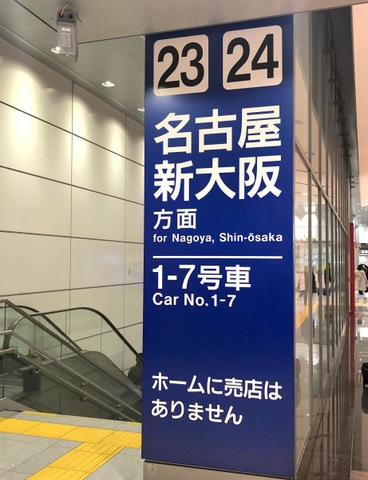 23 24
名古屋
新大阪
方面
for Nagoya, Shin-ōsaka
1-7号車
Car No.1-7
ホームに売店は
ありません